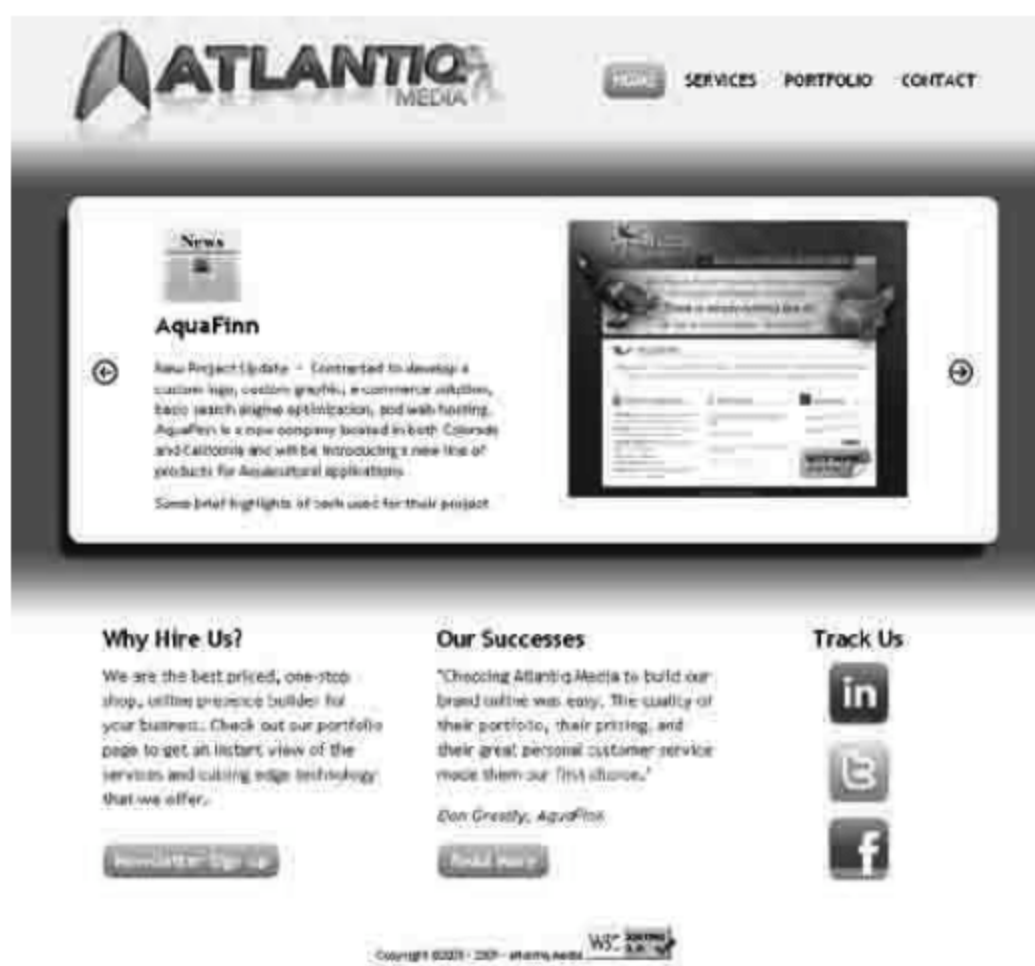 ATLANTIQ
MEDIA
HOME SERVICES PORTFOLIO CONTACT
News
AquaFinn
New Project Update - Contracted to develop a
custom logo, custom graphic, e-commerce solution,
basic search engine optimization, and web hosting.
AquaFinn is a new company located in both Colorado
and California and will be introducing a new line of
products for Aquacultural applications
Some brief highlights of tech used for their project
Why Hire Us?
We are the best priced, one-stop
shop, online presence builder for
your business. Check out our portfolio
page to get an instant view of the
services and cutting edge technology
that we offer.
Newsletter Sign up
Our Successes
"Choosing Atlantiq Media to build our
brand online was easy. The quality of
their portfolio, their pricing, and
their great personal customer service
made them our first choice."
Don Greatly, AquaFinn
Read More
Track Us
in
t
f
Copyright - Atlantiq Media
W3C